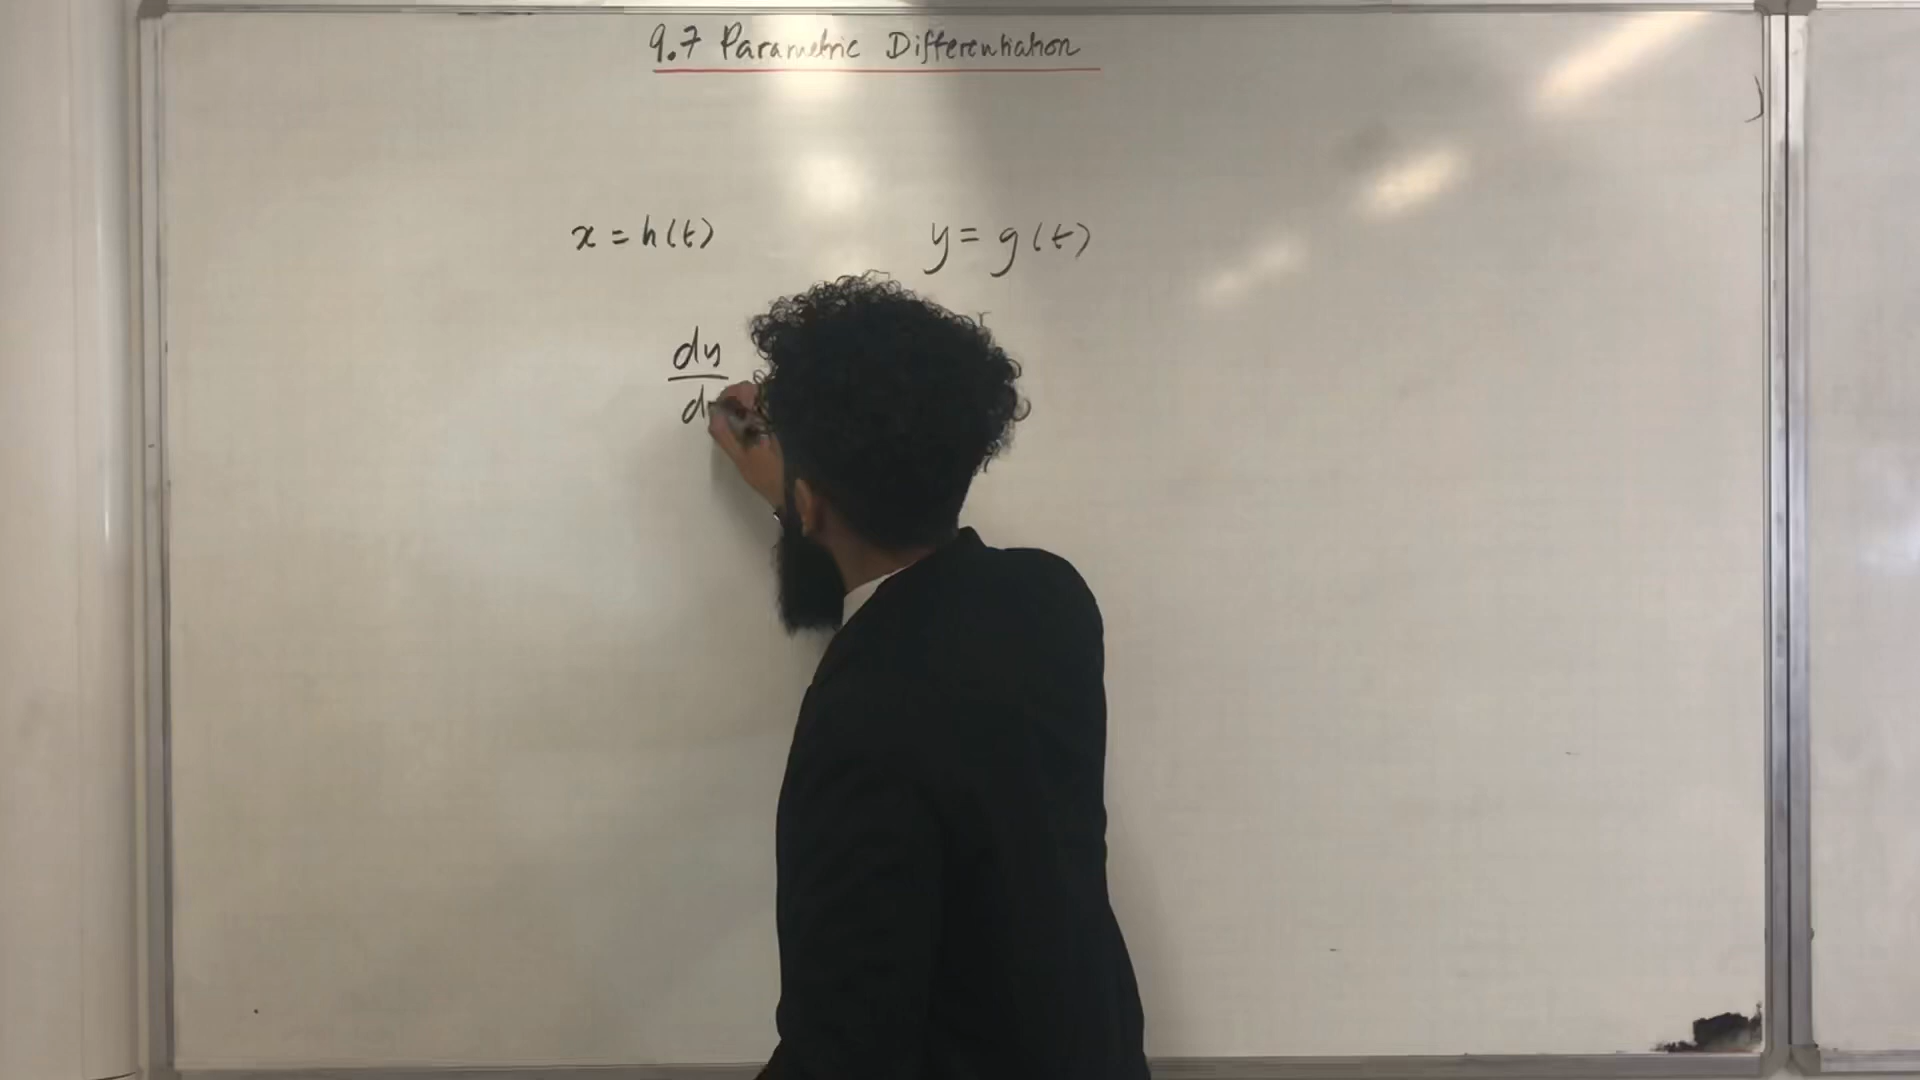 9.7 Parametric Differentiation
x = h(t) y = g(t)
dy
d